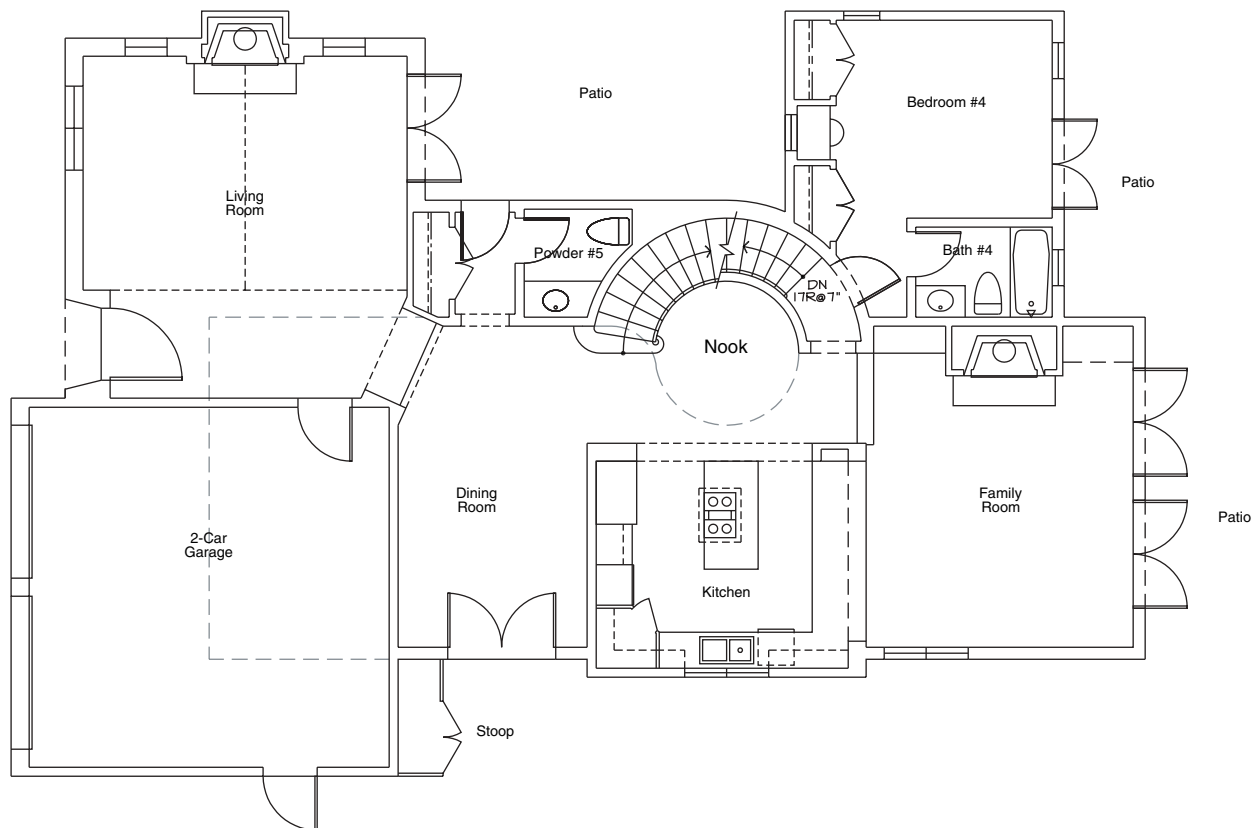 Patio
Bedroom #4
Living
Room
Patio
Powder #5
Bath #4
DN
17R@7"
Nook
Dining
Room
Family
Room
2-Car
Garage
Patio
Kitchen
Stoop